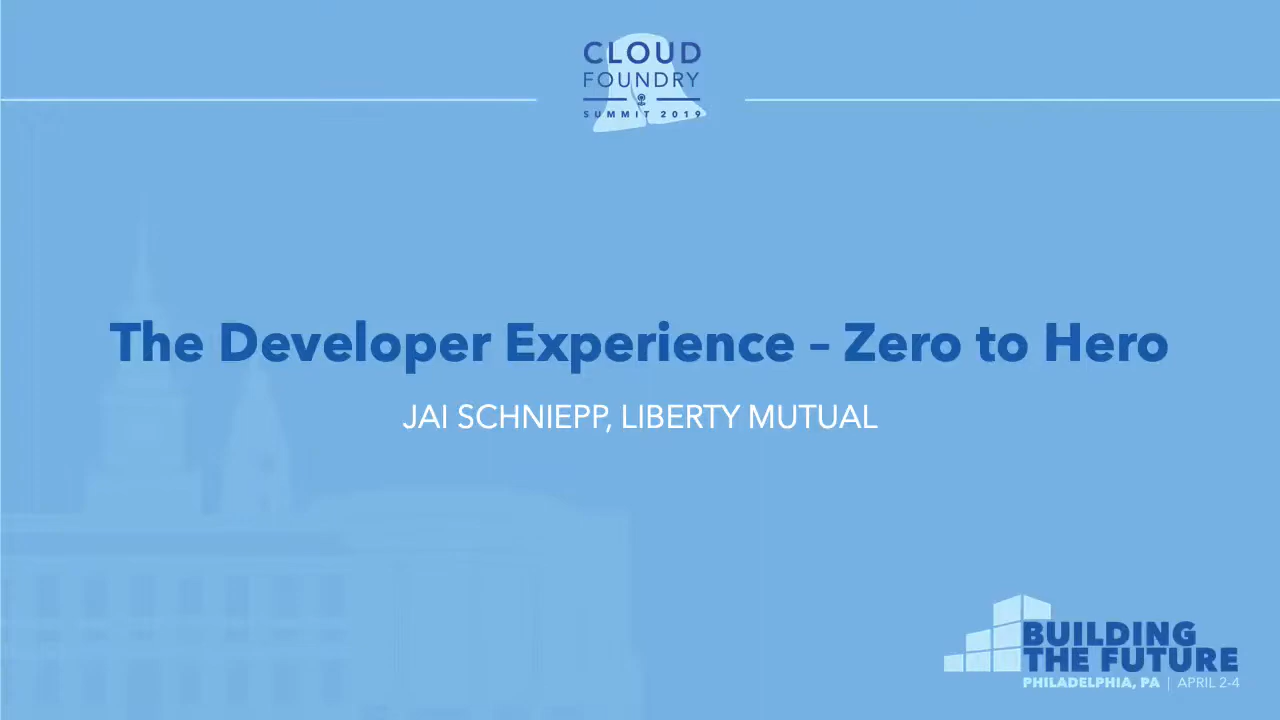 CLOUD
FOUNDRY
SUMMIT 2019
The Developer Experience – Zero to Hero
JAI SCHNIEPP, LIBERTY MUTUAL
BUILDING
THE FUTURE
PHILADELPHIA, PA | APRIL 2-4